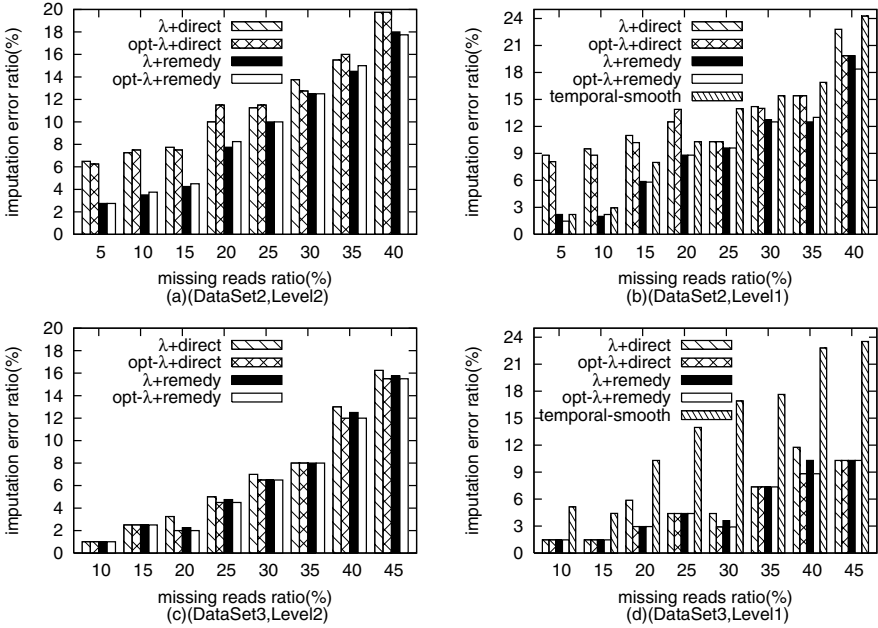 λ+direct
opt-λ+direct
λ+remedy
opt-λ+remedy
imputation error ratio(%)
20
18
16
14
12
10
8
6
4
2
0
5 10 15 20 25 30 35 40
missing reads ratio(%)
(a)(DataSet2,Level2)
λ+direct
opt-λ+direct
λ+remedy
opt-λ+remedy
temporal-smooth
imputation error ratio(%)
24
21
18
15
12
9
6
3
0
5 10 15 20 25 30 35 40
missing reads ratio(%)
(b)(DataSet2,Level1)
λ+direct
opt-λ+direct
λ+remedy
opt-λ+remedy
imputation error ratio(%)
20
18
16
14
12
10
8
6
4
2
0
10 15 20 25 30 35 40 45
missing reads ratio(%)
(c)(DataSet3,Level2)
λ+direct
opt-λ+direct
λ+remedy
opt-λ+remedy
temporal-smooth
imputation error ratio(%)
24
21
18
15
12
9
6
3
0
10 15 20 25 30 35 40 45
missing reads ratio(%)
(d)(DataSet3,Level1)